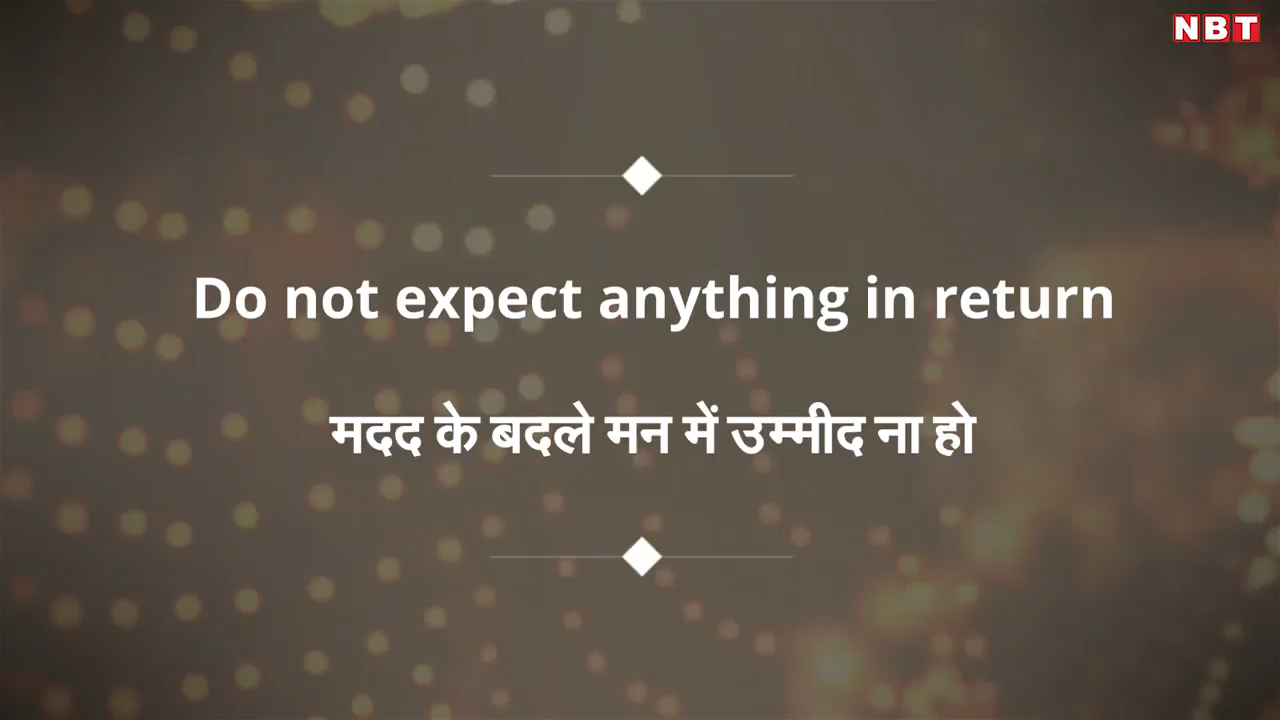 NBT
Do not expect anything in return
मदद के बदले मन में उम्मीद ना हो